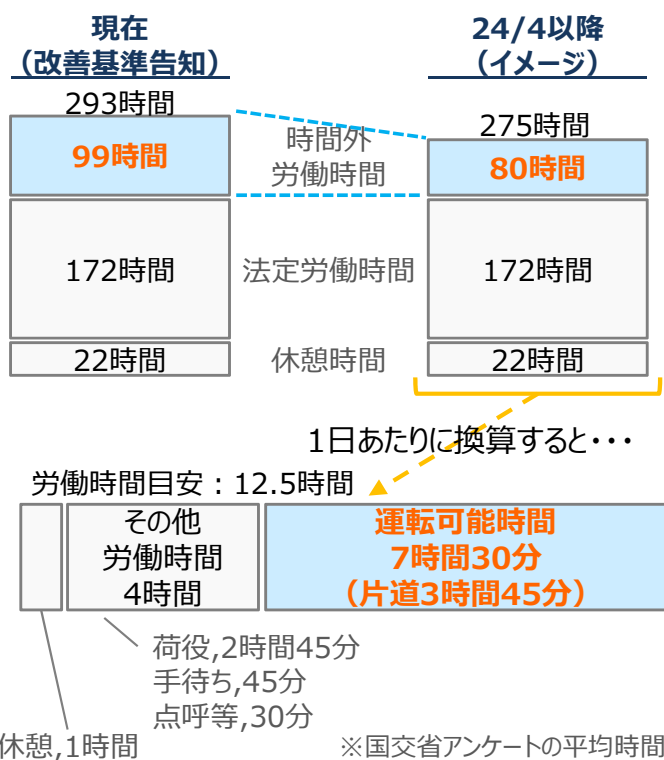 現在
（改善基準告知）
24/4以降
（イメージ）
293時間
275時間
99時間
時間外
労働時間
80時間
172時間
法定労働時間
172時間
22時間
休憩時間
22時間
1日あたりに換算すると・・・
労働時間目安：12.5時間
その他
労働時間
4時間
運転可能時間
7時間30分
（片道3時間45分）
荷役,2時間45分
手待ち,45分
点呼等,30分
休憩,1時間
※国交省アンケートの平均時間